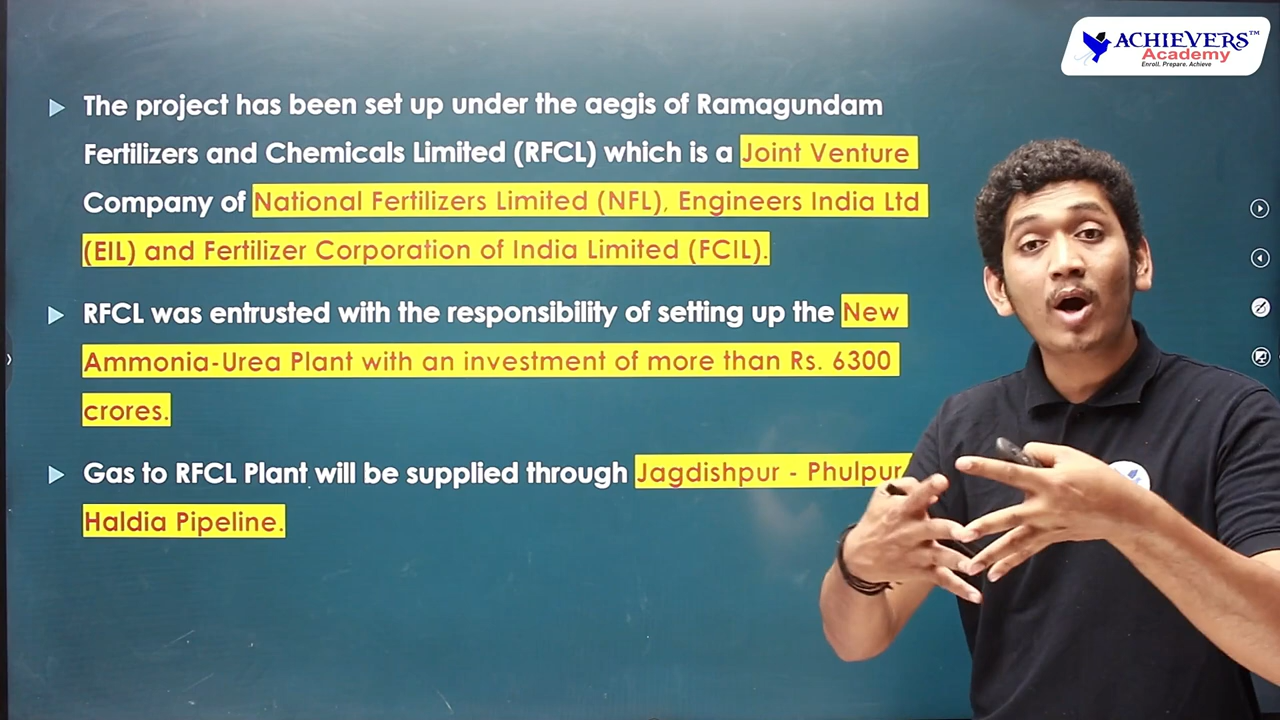 ACHIEVERS™
Academy
Enroll. Prepare. Achieve
The project has been set up under the aegis of Ramagundam
Fertilizers and Chemicals Limited (RFCL) which is a Joint Venture
Company of National Fertilizers Limited (NFL), Engineers India Ltd
(EIL) and Fertilizer Corporation of India Limited (FCIL).
RFCL was entrusted with the responsibility of setting up the New
Ammonia-Urea Plant with an investment of more than Rs. 6300
crores.
Gas to RFCL Plant will be supplied through Jagdishpur - Phulpur
Haldia Pipeline.